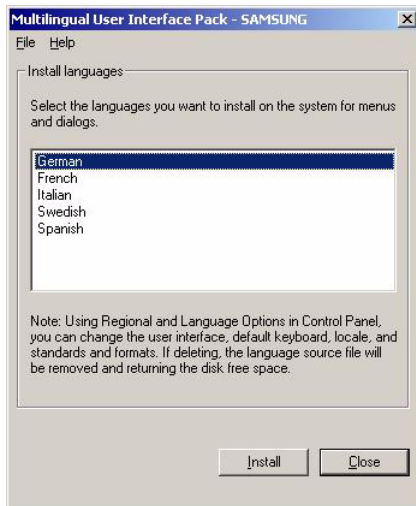 Multilingual User Interface Pack - SAMSUNG
File Help
Install languages
Select the languages you want to install on the system for menus
and dialogs.
German
French
Italian
Swedish
Spanish
Note: Using Regional and Language Options in Control Panel,
you can change the user interface, default keyboard, locale, and
standards and formats. If deleting, the language source file will
be removed and returning the disk free space.
Install Close